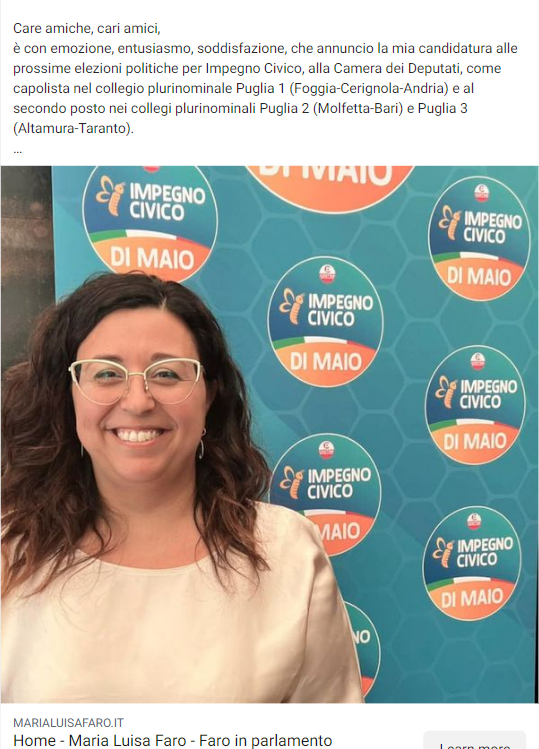 Care amiche, cari amici,
è con emozione, entusiasmo, soddisfazione, che annuncio la mia candidatura alle
prossime elezioni politiche per Impegno Civico, alla Camera dei Deputati, come
capolista nel collegio plurinominale Puglia 1 (Foggia-Cerignola-Andria) e al
secondo posto nei collegi plurinominali Puglia 2 (Molfetta-Bari) e Puglia 3
(Altamura-Taranto).
...
DI MAIO
IMPEGNO
CIVICO
DI MAIO
IMPEGNO
CIVICO
DI MAIO
IMPEGNO
CIVICO
DI MAIO
IMPEGNO
CIVICO
DI MAIO
IMPEGNO
CIVICO
MAIO
IMPEGNO
CIVICO
DI MAIO
NO
MARIALUISAFARO.IT
Home - Maria Luisa Faro - Faro in parlamento
Learn more